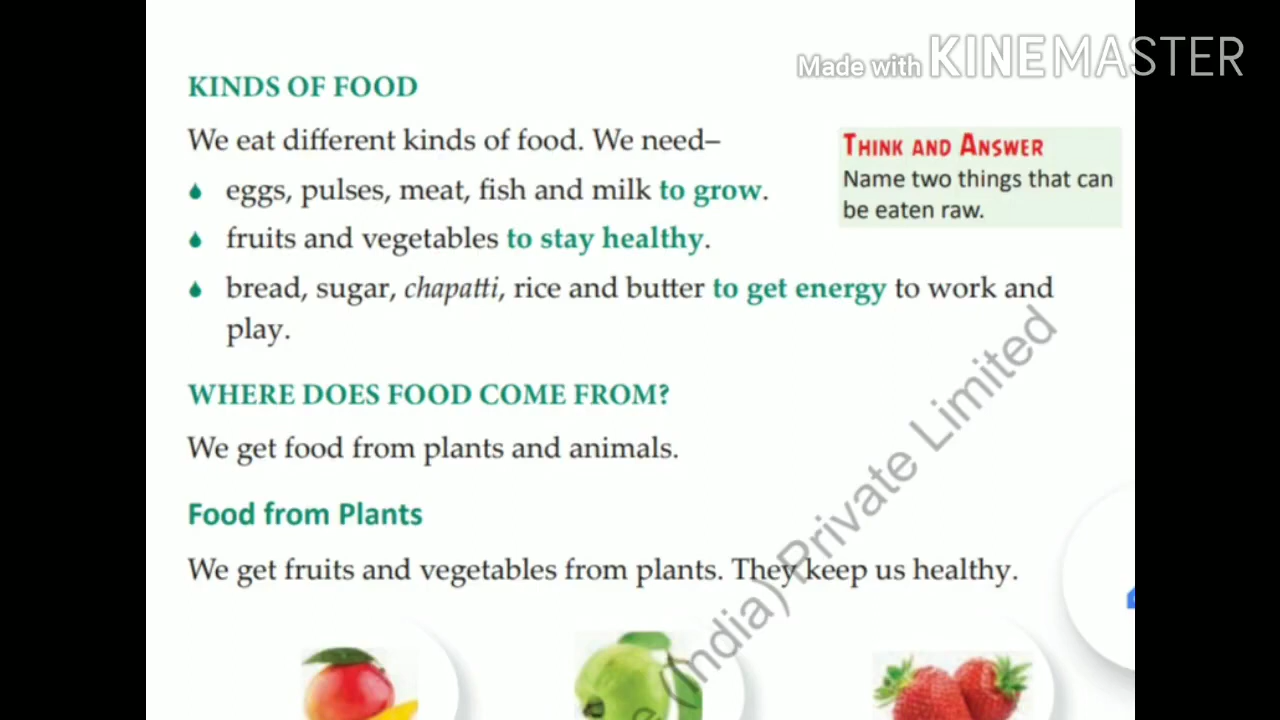 Made with KINEMASTER
KINDS OF FOOD
We eat different kinds of food. We need–
eggs, pulses, meat, fish and milk to grow.
fruits and vegetables to stay healthy.
bread, sugar, chapatti, rice and butter to get energy to work and
play.
THINK AND ANSWER
Name two things that can
be eaten raw.
WHERE DOES FOOD COME FROM?
We get food from plants and animals.
Food from Plants
We get fruits and vegetables from plants. They keep us healthy.
(India) Private Limited